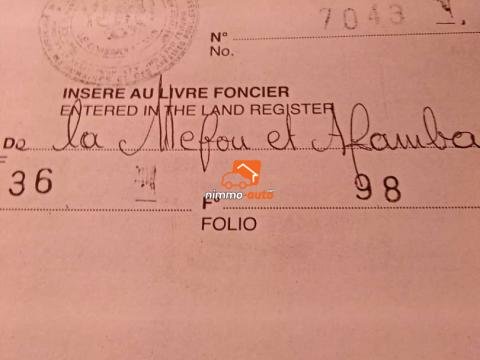 N° 7043
No.
INSERE AU LIVRE FONCIER
ENTERED IN THE LAND REGISTER
DE la Mefou et Afamba
36 F° 98
nimmo-auto
FOLIO